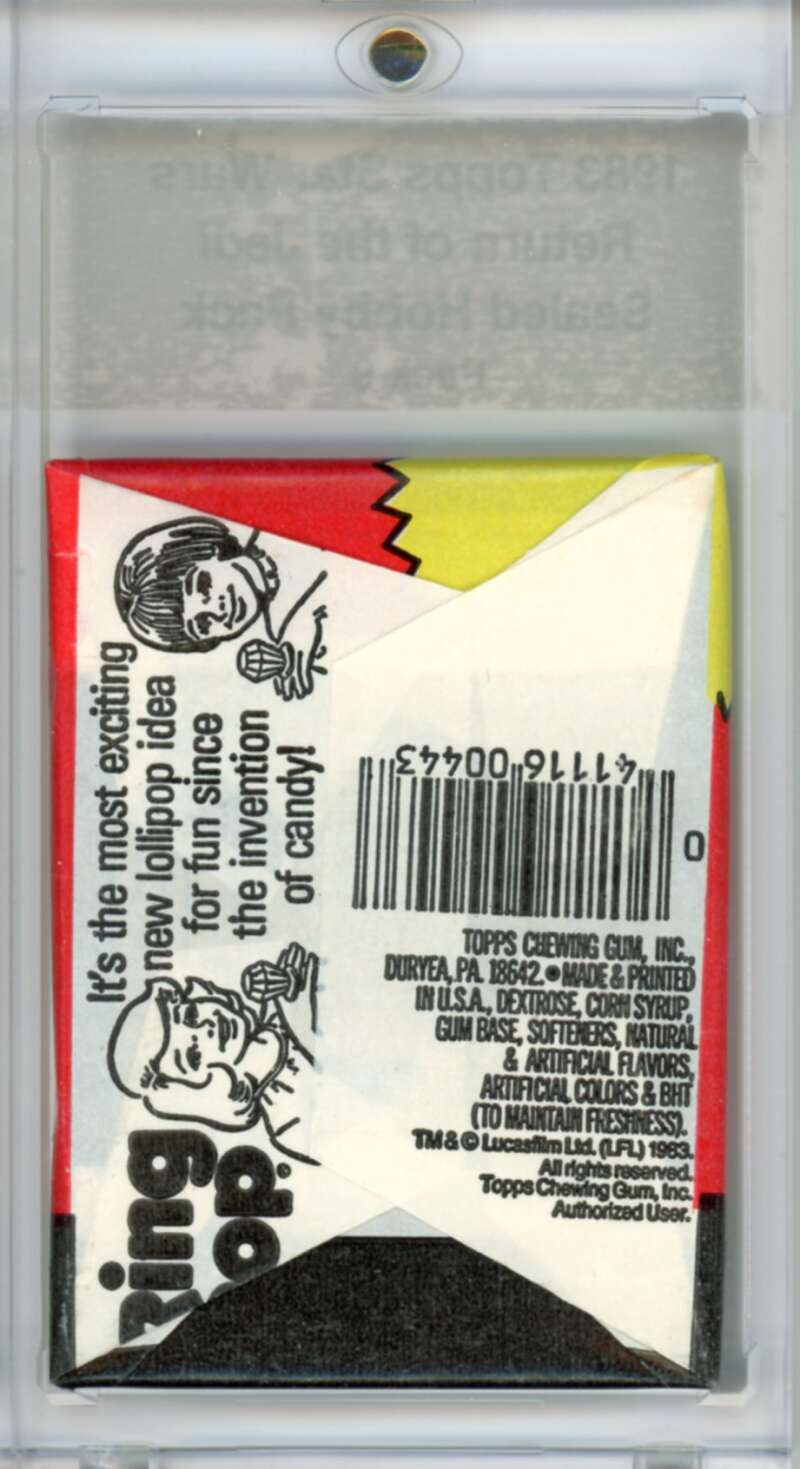 1983 Topps Star Wars
Return of the Jedi
Sealed Hobby Pack
It's the most exciting
new lollipop idea
for fun since
the invention
of candy!
Ring
Pop.
41116 00443
0
TOPPS CHEWING GUM, INC.,
DURYEA, PA. 18642. ● MADE & PRINTED
IN U.S.A., DEXTROSE, CORN SYRUP,
GUM BASE, SOFTENERS, NATURAL
& ARTIFICIAL FLAVORS,
ARTIFICIAL COLORS & BHT
(TO MAINTAIN FRESHNESS).
TM & © Lucasfilm Ltd. (LFL) 1983.
All rights reserved.
Topps Chewing Gum, Inc.
Authorized User.